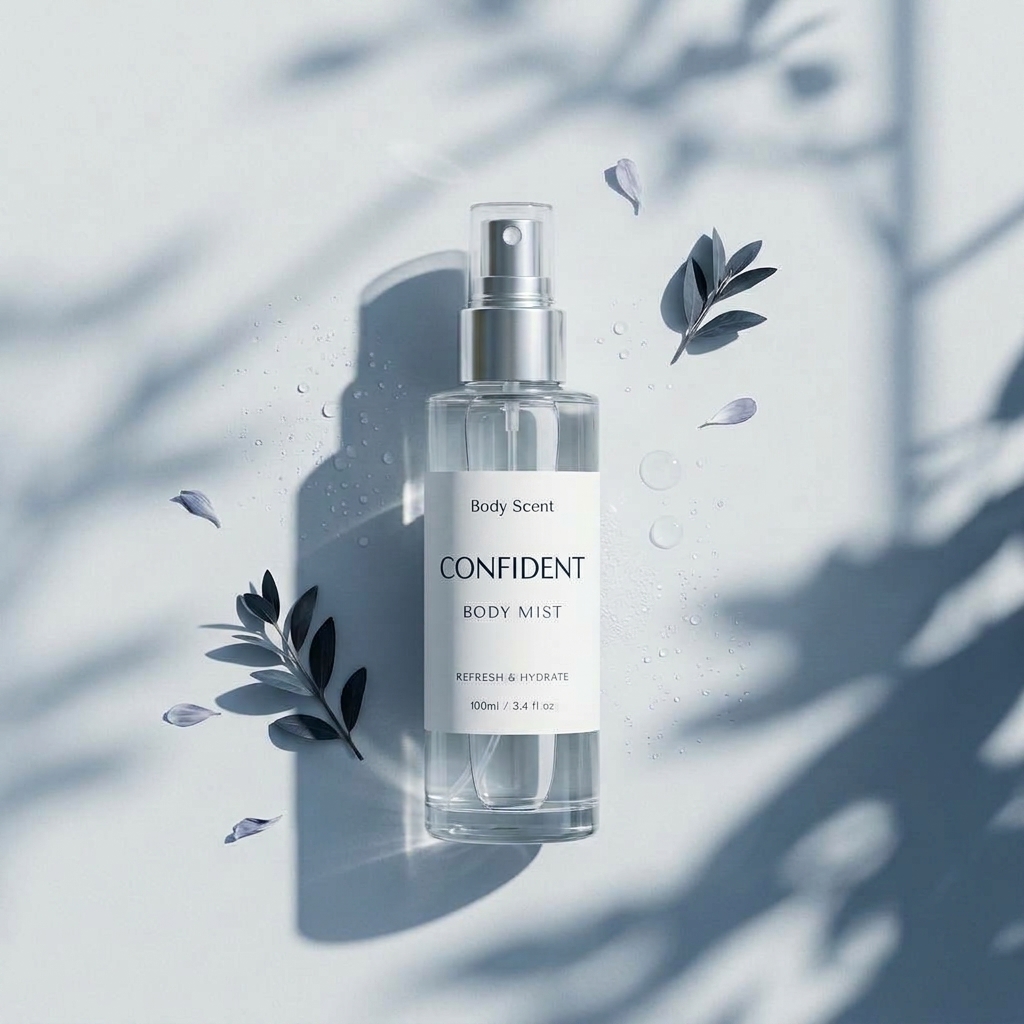 Body Scent
CONFIDENT
BODY MIST
REFRESH & HYDRATE
100ml / 3.4 fl oz